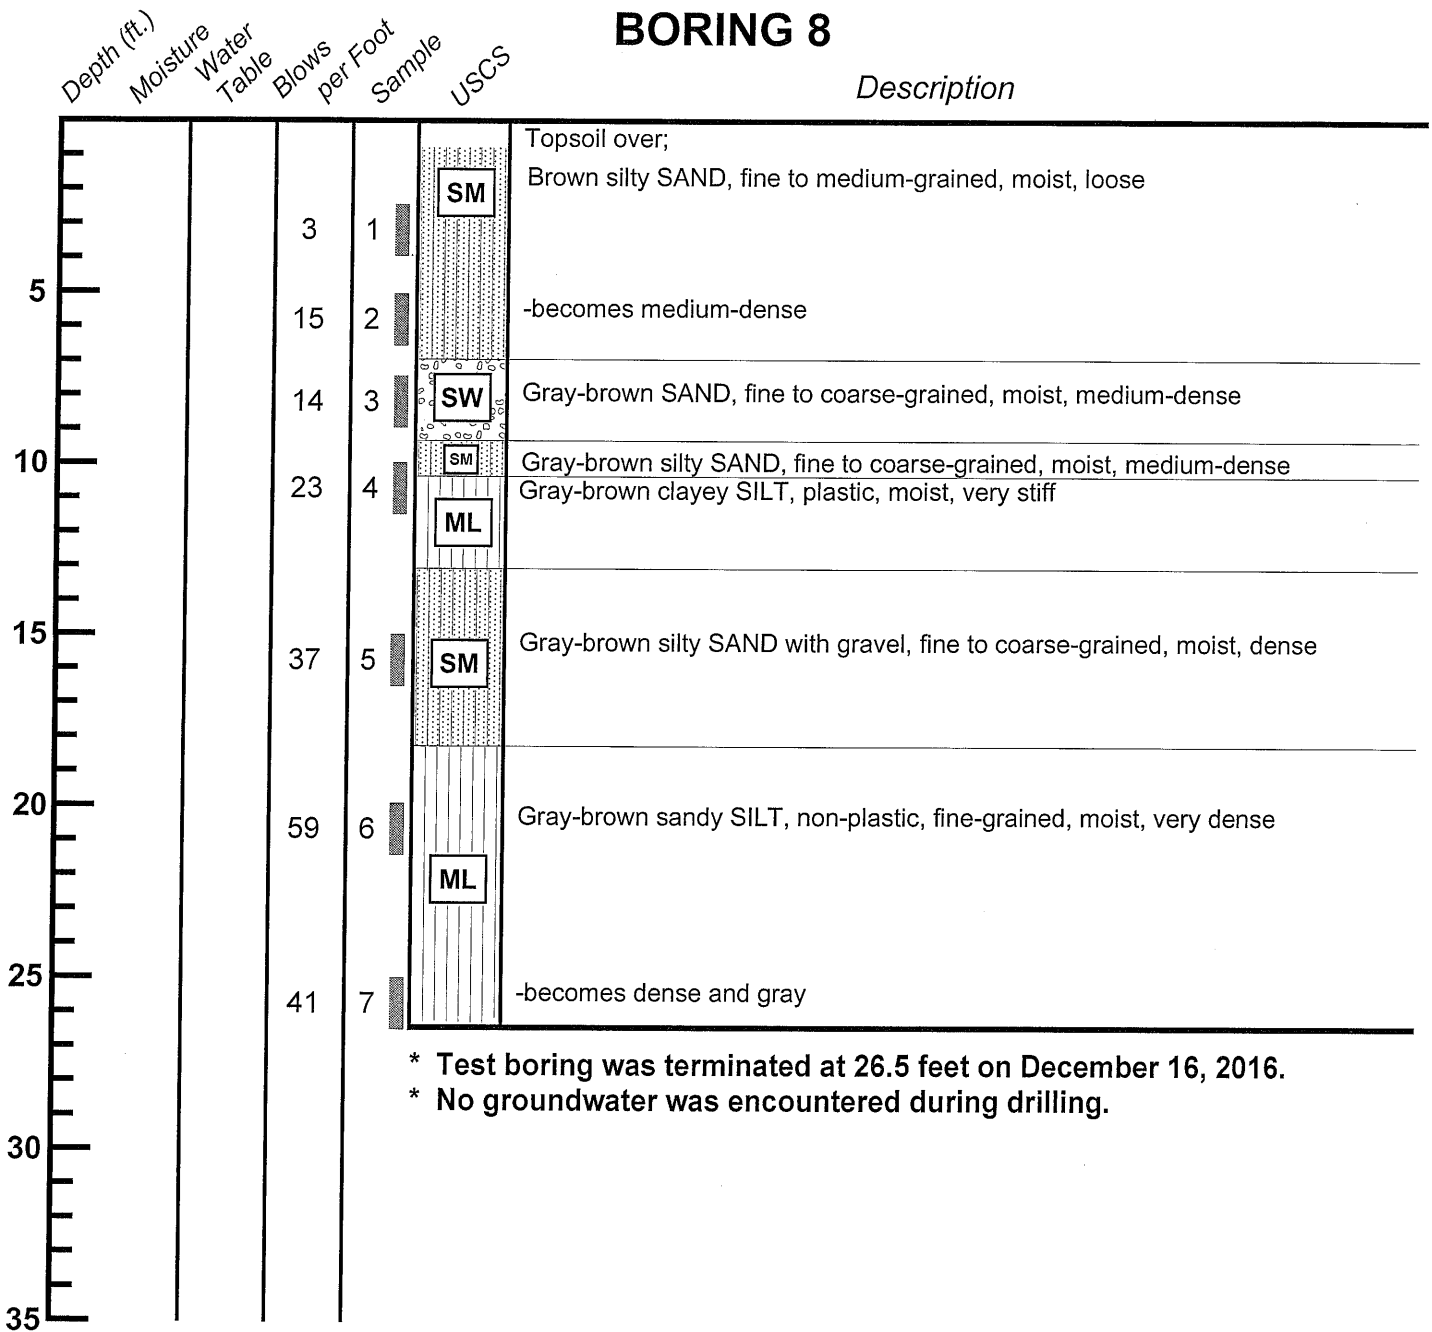 BORING 8
Depth (ft.)
Moisture
Water
Table
Blows
per Foot
Sample
USCS
Description
Topsoil over;
SM
Brown silty SAND, fine to medium-grained, moist, loose
3 1
5
15 2 -becomes medium-dense
14 3 SW Gray-brown SAND, fine to coarse-grained, moist, medium-dense
10 SM Gray-brown silty SAND, fine to coarse-grained, moist, medium-dense
23 4 Gray-brown clayey SILT, plastic, moist, very stiff
ML
15
37 5 SM Gray-brown silty SAND with gravel, fine to coarse-grained, moist, dense
20
59 6 Gray-brown sandy SILT, non-plastic, fine-grained, moist, very dense
ML
25
41 7 -becomes dense and gray
* Test boring was terminated at 26.5 feet on December 16, 2016.
* No groundwater was encountered during drilling.
30
35